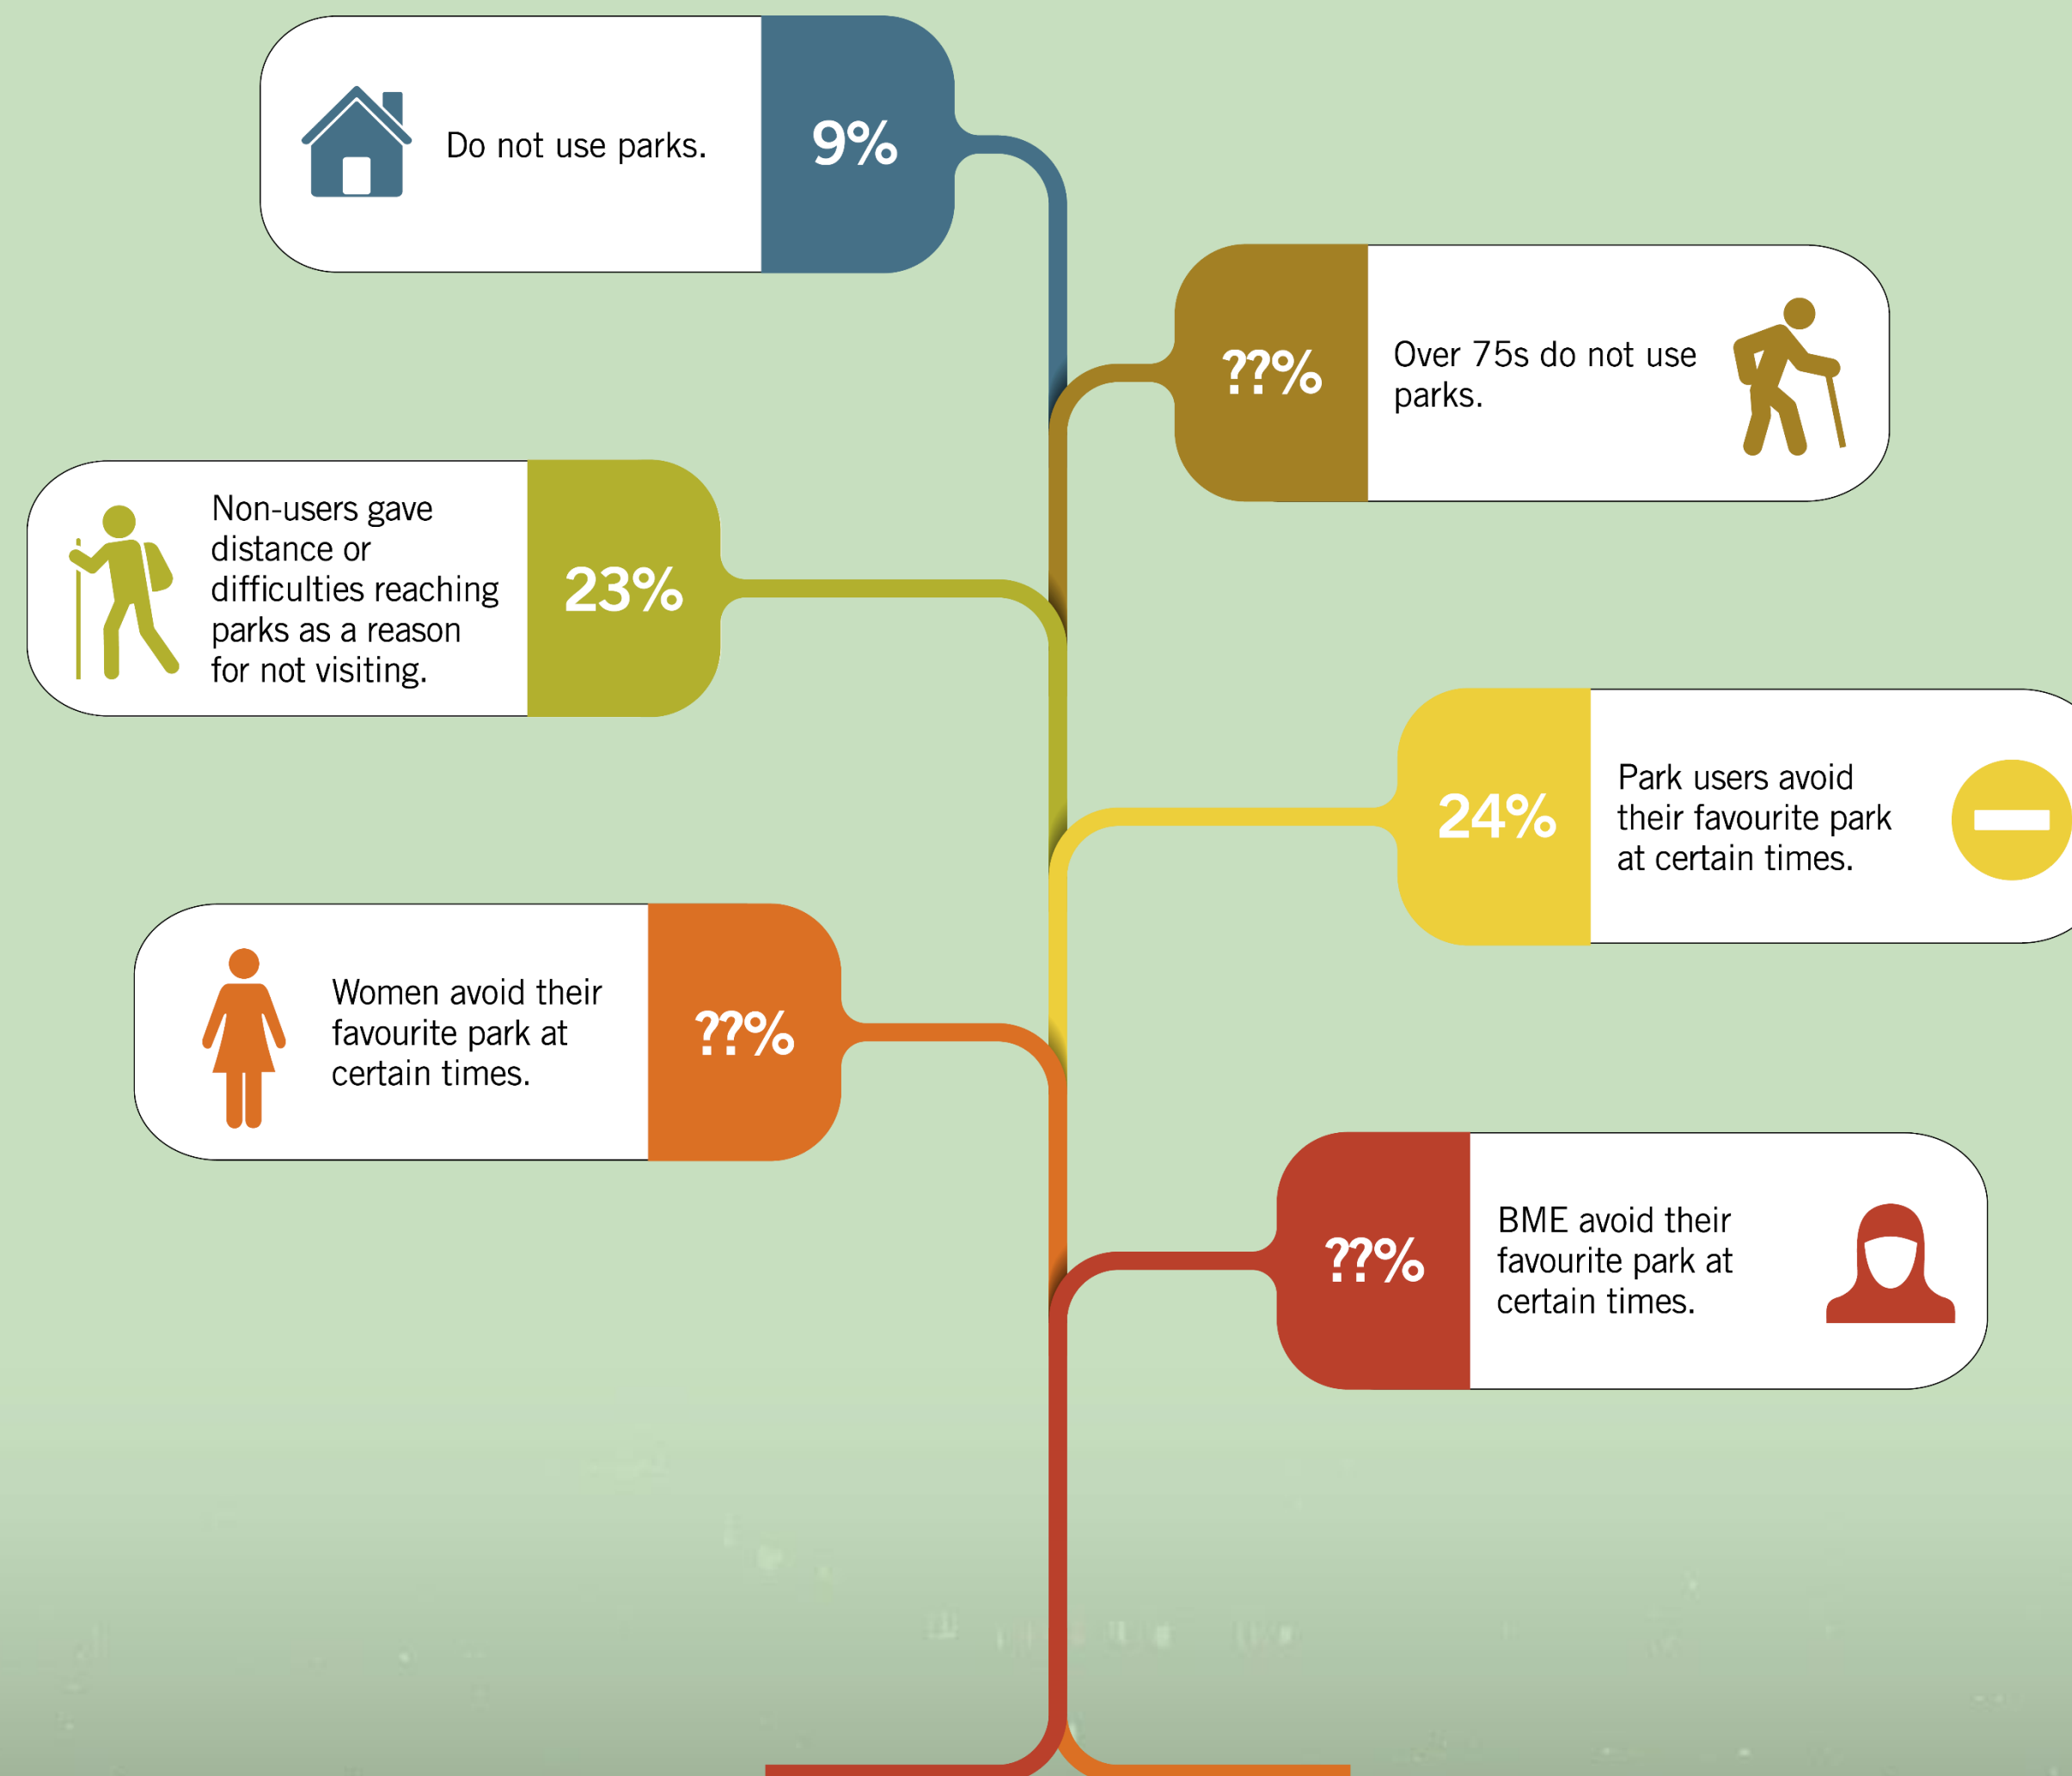 Do not use parks.
9%
??%
Over 75s do not use
parks.
Non-users gave
distance or
difficulties reaching
parks as a reason
for not visiting.
23%
24%
Park users avoid
their favourite park
at certain times.
Women avoid their
favourite park at
certain times.
??%
??%
BME avoid their
favourite park at
certain times.